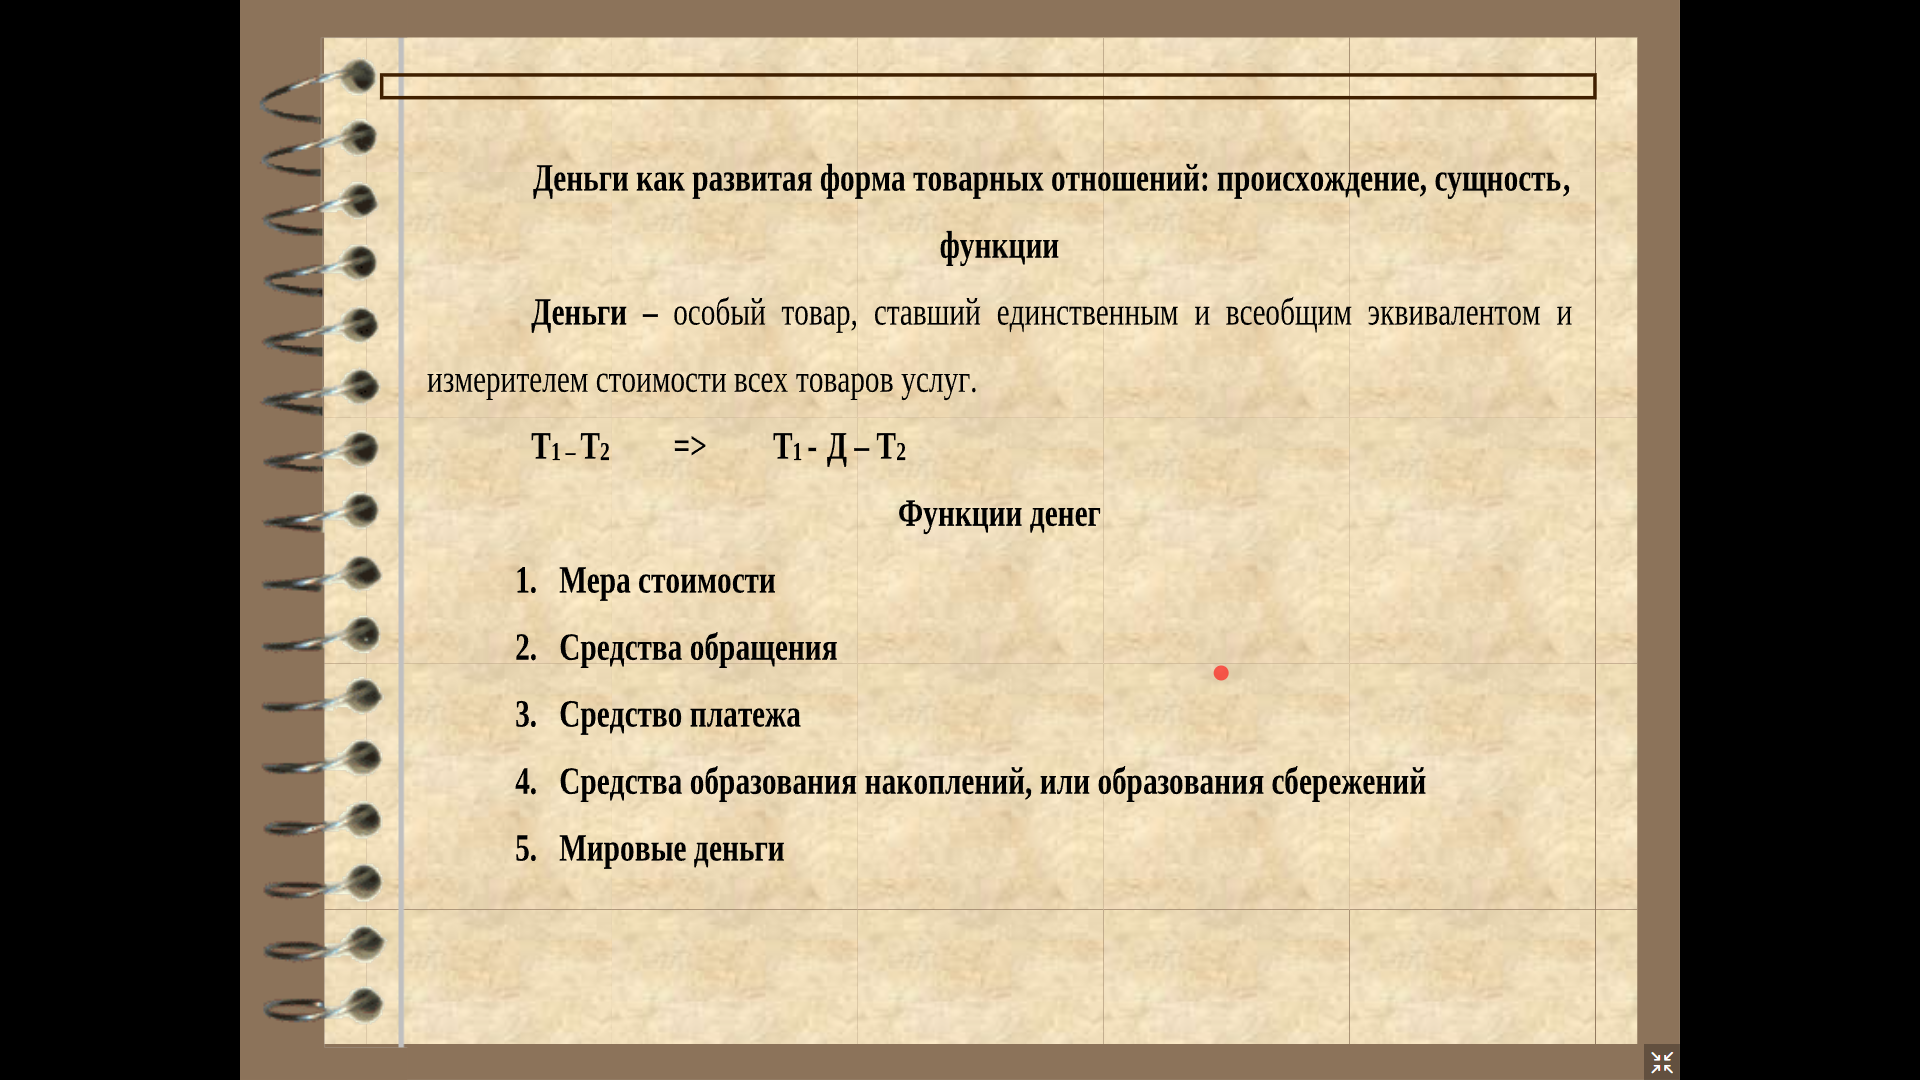 Деньги как развитая форма товарных отношений: происхождение, сущность,
функции
Деньги – особый товар, ставший единственным и всеобщим эквивалентом и
измерителем стоимости всех товаров услуг.
Т1 – Т2 => Т1 - Д – Т2
Функции денег
1. Мера стоимости
2. Средства обращения
3. Средство платежа
4. Средства образования накоплений, или образования сбережений
5. Мировые деньги